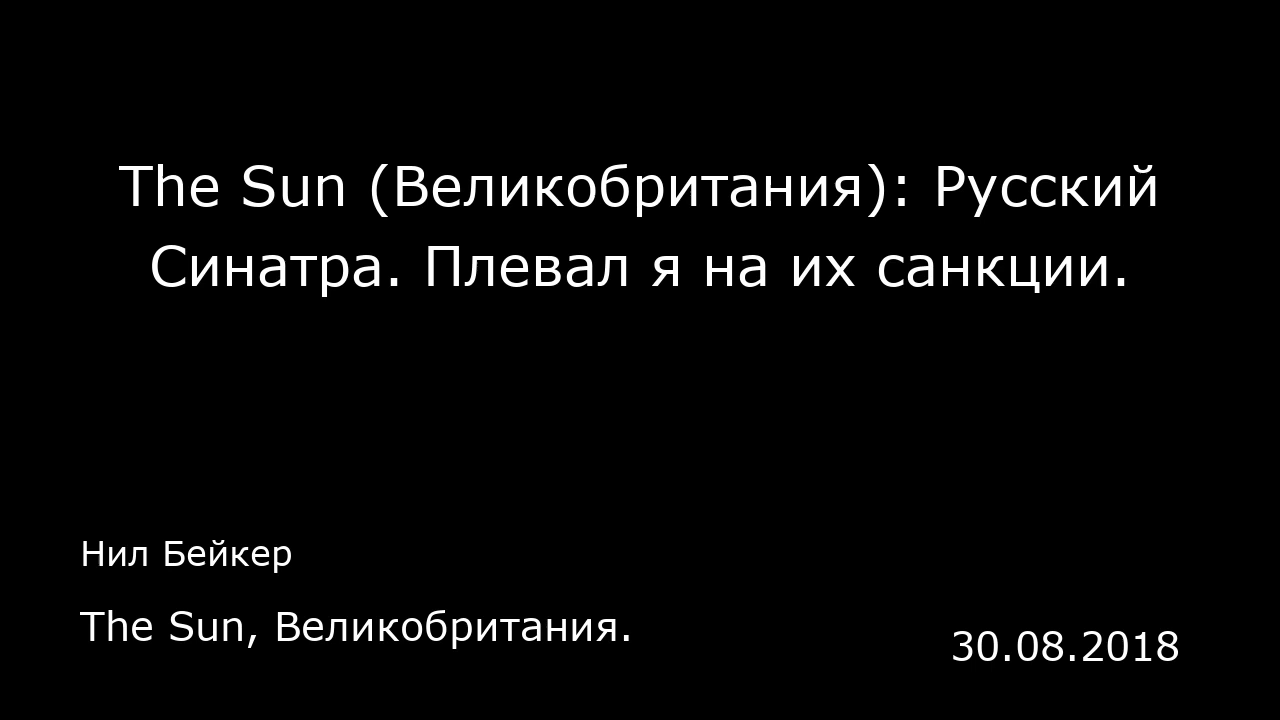 The Sun (Великобритания): Русский
Синатра. Плевал я на их санкции.
Нил Бейкер
The Sun, Великобритания.
30.08.2018